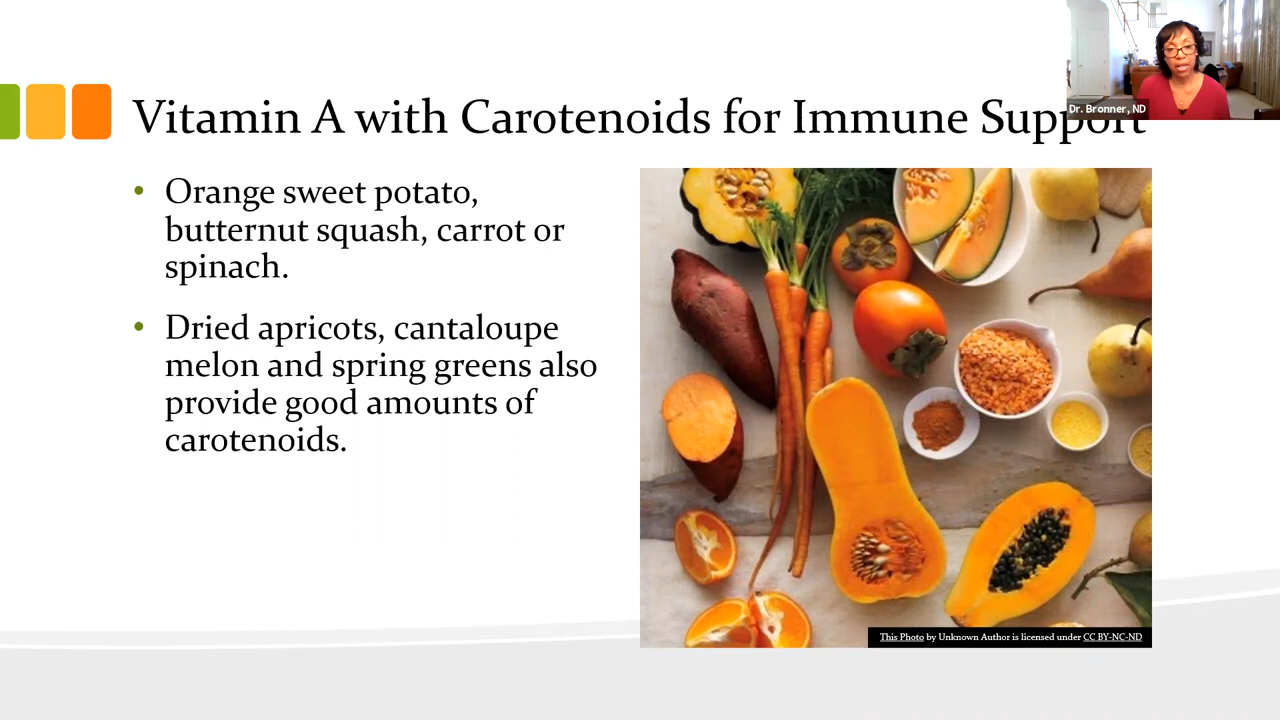 Dr. Bronner, ND
Vitamin A with Carotenoids for Immune Support
• Orange sweet potato,
butternut squash, carrot or
spinach.
• Dried apricots, cantaloupe
melon and spring greens also
provide good amounts of
carotenoids.
This Photo by Unknown Author is licensed under CC BY-NC-ND